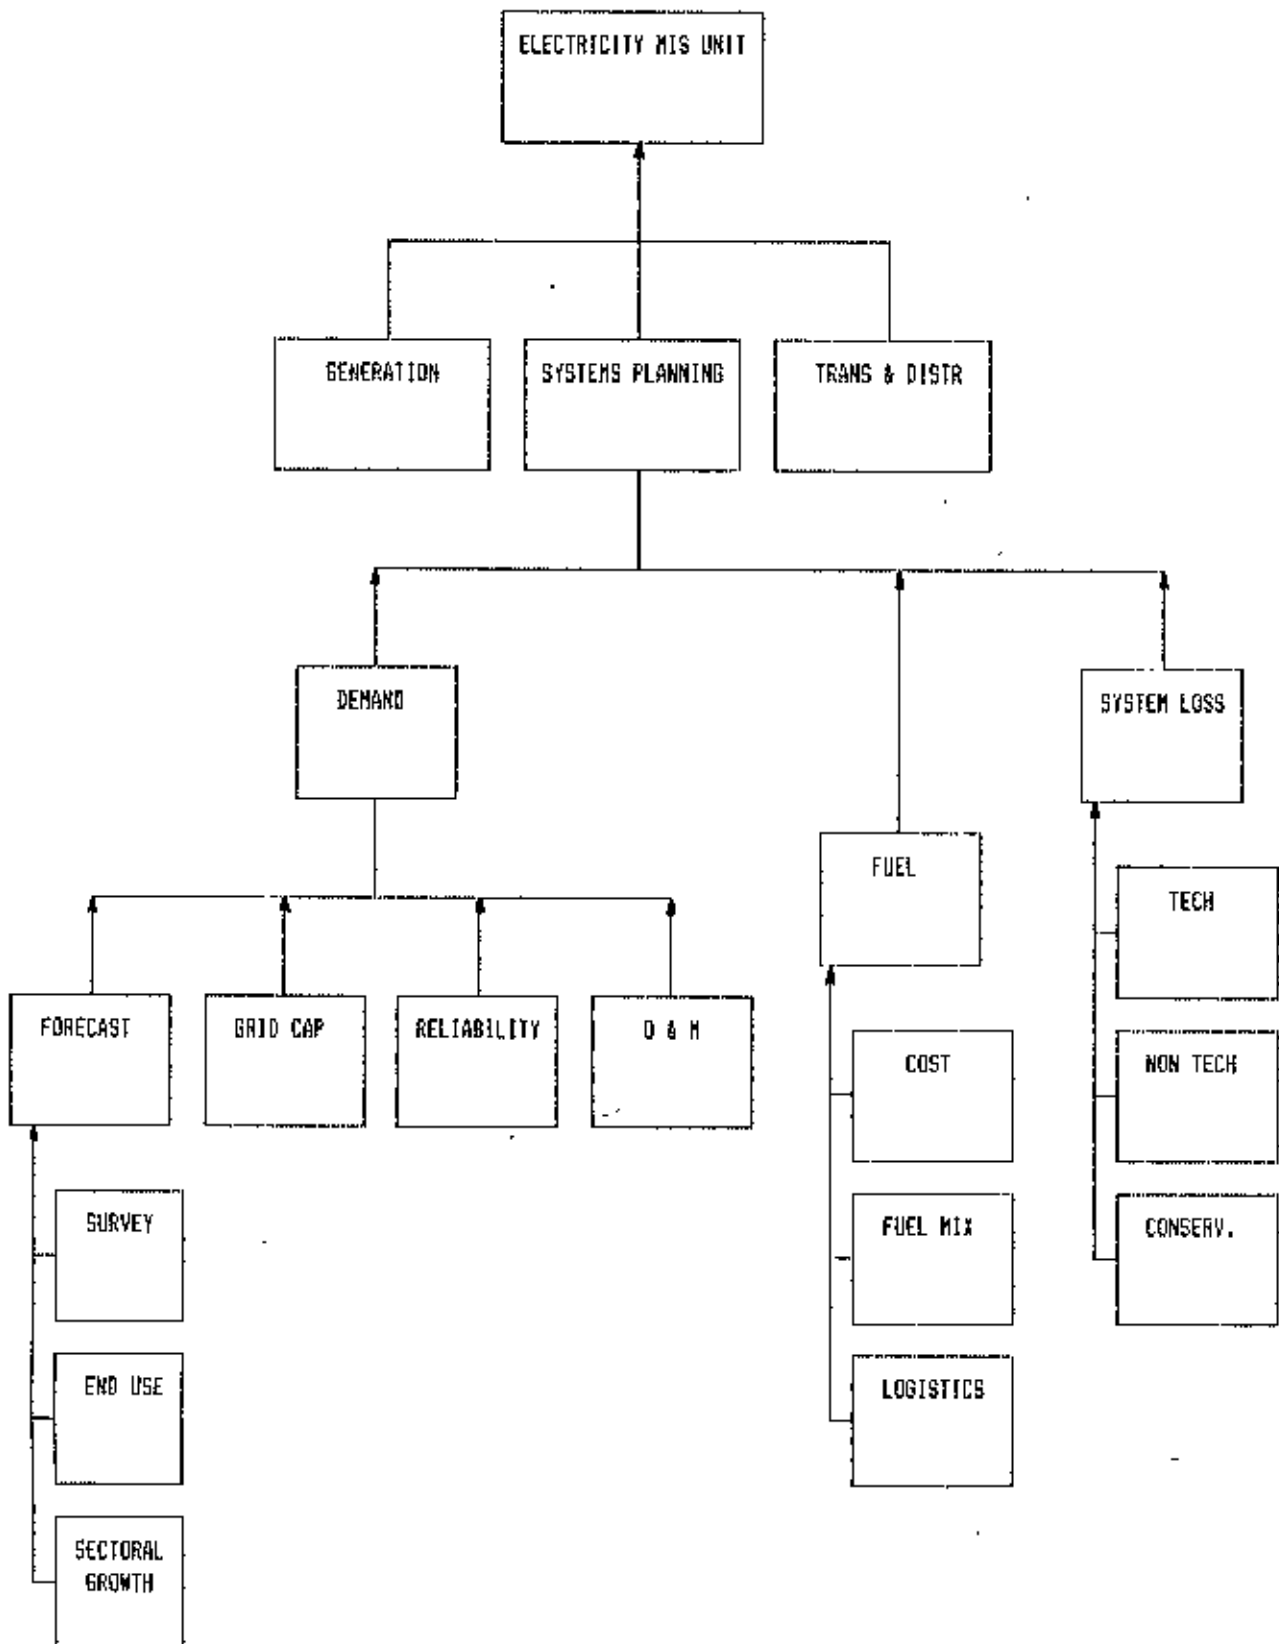 ELECTRICITY MIS UNIT
GENERATION
SYSTEMS PLANNING
TRANS & DISTR
DEMAND
SYSTEM LOSS
FUEL
TECH
FORECAST
GRID CAP
RELIABILITY
O & M
COST
NON TECH
SURVEY
FUEL MIX
CONSERV.
END USE
LOGISTICS
SECTORAL
GROWTH